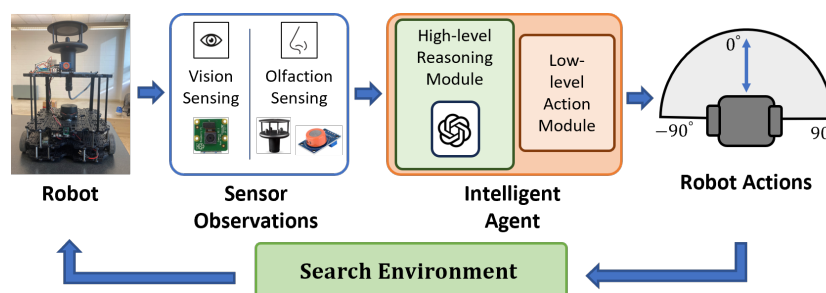 Vision
Sensing
Olfaction
Sensing
High-level
Reasoning
Module
Low-
level
Action
Module
0°
−90°
90
Robot
Sensor
Observations
Intelligent
Agent
Robot Actions
Search Environment